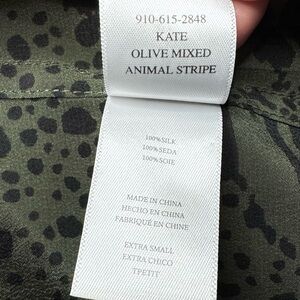 910-615-2848
KATE
OLIVE MIXED
ANIMAL STRIPE
100%SILK
100%SEDA
100%SOIE
MADE IN CHINA
HECHO EN CHINA
FABRIQUÉ EN CHINE
EXTRA SMALL
EXTRA CHICO
TPETIT